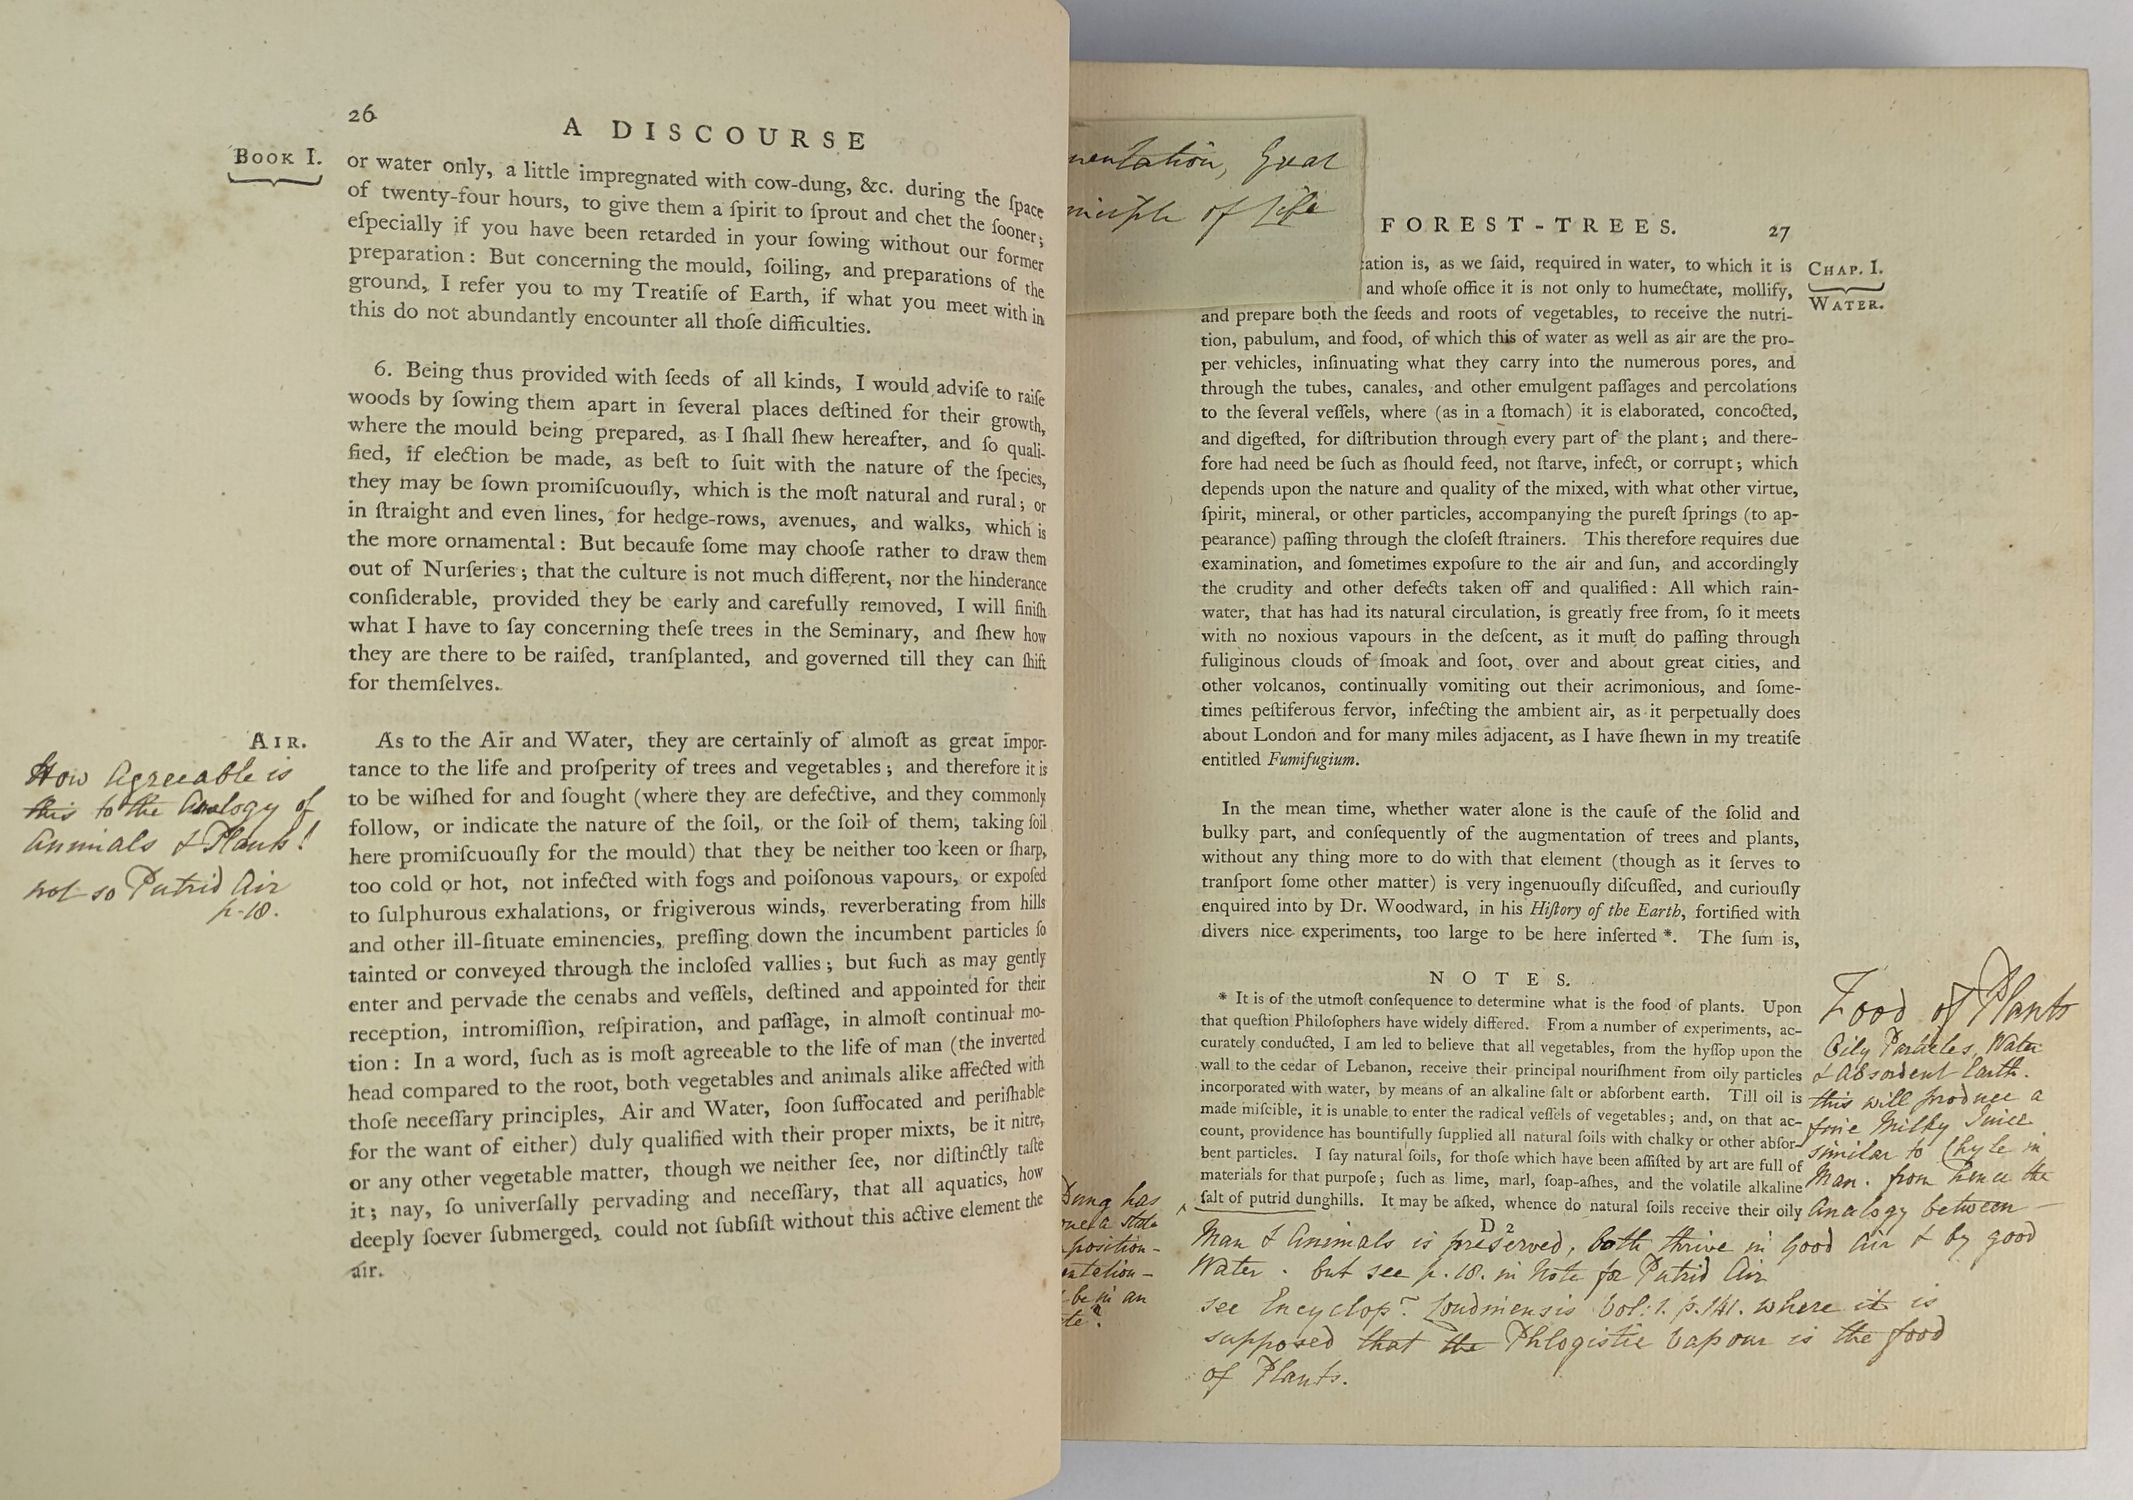 26
A DISCOURSE
BOOK I.
or water only, a little impregnated with cow-dung, &c. during the ſpace
of twenty-four hours, to give them a ſpirit to ſprout and chet the ſooner;
eſpecially if you have been retarded in your ſowing without our former
preparation: But concerning the mould, ſoiling, and preparations of the
ground, I refer you to my Treatiſe of Earth, if what you meet with in
this do not abundantly encounter all thoſe difficulties.
6. Being thus provided with ſeeds of all kinds, I would adviſe to raiſe
woods by ſowing them apart in ſeveral places deſtined for their growth,
where the mould being prepared, as I ſhall ſhew hereafter, and ſo quali-
fied, if election be made, as beſt to ſuit with the nature of the ſpecies,
they may be ſown promiſcuouſly, which is the moſt natural and rural; or
in ſtraight and even lines, for hedge-rows, avenues, and walks, which is
the more ornamental: But becauſe ſome may chooſe rather to draw them
out of Nurſeries; that the culture is not much different, nor the hinderance
conſiderable, provided they be early and carefully removed, I will finiſh
what I have to ſay concerning theſe trees in the Seminary, and ſhew how
they are there to be raiſed, tranſplanted, and governed till they can ſhift
for themſelves.
AIR.
As to the Air and Water, they are certainly of almoſt as great impor-
tance to the life and proſperity of trees and vegetables; and therefore it is
to be wiſhed for and ſought (where they are defective, and they commonly
follow, or indicate the nature of the ſoil, or the ſoil of them, taking ſoil
here promiſcuouſly for the mould) that they be neither too keen or ſharp,
too cold or hot, not infected with fogs and poiſonous vapours, or expoſed
to ſulphurous exhalations, or frigiverous winds, reverberating from hills
and other ill-ſituate eminencies, preſſing down the incumbent particles ſo
tainted or conveyed through the incloſed vallies; but ſuch as may gently
enter and pervade the cenabs and veſſels, deſtined and appointed for their
reception, intromiſſion, reſpiration, and paſſage, in almoſt continual mo-
tion: In a word, ſuch as is moſt agreeable to the life of man (the inverted
head compared to the root, both vegetables and animals alike affected with
thoſe neceſſary principles, Air and Water, ſoon ſuffocated and periſhable
for the want of either) duly qualified with their proper mixts, be it nitre,
or any other vegetable matter, though we neither ſee, nor diſtinctly taſte
it; nay, ſo univerſally pervading and neceſſary, that all aquatics, how
deeply ſoever ſubmerged, could not ſubſiſt without this active element the
air.
How Agreeable is
this to the Analogy of
Animals & Plants!
not so Putrid Air
p. 18.
mentation, Great
nciple of Life
FOREST-TREES.
27
CHAP. I.
WATER.
cation is, as we ſaid, required in water, to which it is
and whoſe office it is not only to humectate, mollify,
and prepare both the ſeeds and roots of vegetables, to receive the nutri-
tion, pabulum, and food, of which this of water as well as air are the pro-
per vehicles, inſinuating what they carry into the numerous pores, and
through the tubes, canales, and other emulgent paſſages and percolations
to the ſeveral veſſels, where (as in a ſtomach) it is elaborated, concocted,
and digeſted, for diſtribution through every part of the plant; and there-
fore had need be ſuch as ſhould feed, not ſtarve, infect, or corrupt; which
depends upon the nature and quality of the mixed, with what other virtue,
ſpirit, mineral, or other particles, accompanying the pureſt ſprings (to ap-
pearance) paſſing through the cloſeſt ſtrainers. This therefore requires due
examination, and ſometimes expoſure to the air and ſun, and accordingly
the crudity and other defects taken off and qualified: All which rain-
water, that has had its natural circulation, is greatly free from, ſo it meets
with no noxious vapours in the deſcent, as it muſt do paſſing through
fuliginous clouds of ſmoak and ſoot, over and about great cities, and
other volcanos, continually vomiting out their acrimonious, and ſome-
times peſtiferous fervor, infecting the ambient air, as it perpetually does
about London and for many miles adjacent, as I have ſhewn in my treatiſe
entitled Fumifugium.
In the mean time, whether water alone is the cauſe of the ſolid and
bulky part, and conſequently of the augmentation of trees and plants,
without any thing more to do with that element (though as it ſerves to
tranſport ſome other matter) is very ingenuouſly diſcuſſed, and curiouſly
enquired into by Dr. Woodward, in his Hiſtory of the Earth, fortified with
divers nice experiments, too large to be here inſerted *. The ſum is,
NOTES.
* It is of the utmoſt conſequence to determine what is the food of plants. Upon
that queſtion Philoſophers have widely differed. From a number of experiments, ac-
curately conducted, I am led to believe that all vegetables, from the hyſſop upon the
wall to the cedar of Lebanon, receive their principal nouriſhment from oily particles
incorporated with water, by means of an alkaline ſalt or abſorbent earth. Till oil is
made miſcible, it is unable to enter the radical veſſels of vegetables; and, on that ac-
count, providence has bountifully ſupplied all natural ſoils with chalky or other abſor-
bent particles. I ſay natural ſoils, for thoſe which have been aſſiſted by art are full of
materials for that purpoſe; ſuch as lime, marl, ſoap-aſhes, and the volatile alkaline
ſalt of putrid dunghills. It may be aſked, whence do natural ſoils receive their oily
D 2
Food of Plants
Oily Particles, Water
& Absorbent Earth.
this will produce a
fine Milky Juice
similar to Chyle in
Man. from hence the
Analogy between
Man & Animals is preserved, both thrive in Good Air & by good
Water. but see p. 18. in Note for Putrid Air
see Encyclop. Londinensis Vol: 1. p. 141. where it is
supposed that the Phlogistic Vapour is the food
of Plants.
Dung has
a state
position-
entation-
be in an